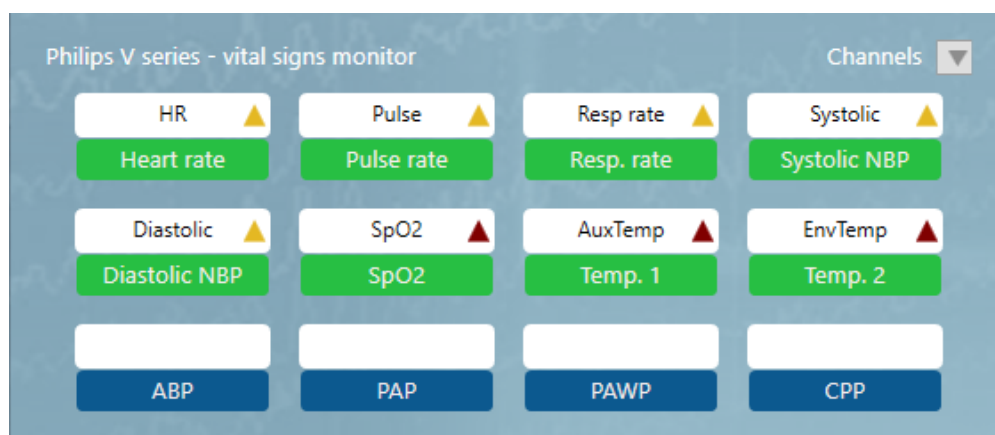 Philips V series - vital signs monitor
Channels
HR Pulse Resp rate Systolic
Heart rate Pulse rate Resp. rate Systolic NBP
Diastolic SpO2 AuxTemp EnvTemp
Diastolic NBP SpO2 Temp. 1 Temp. 2
ABP PAP PAWP CPP